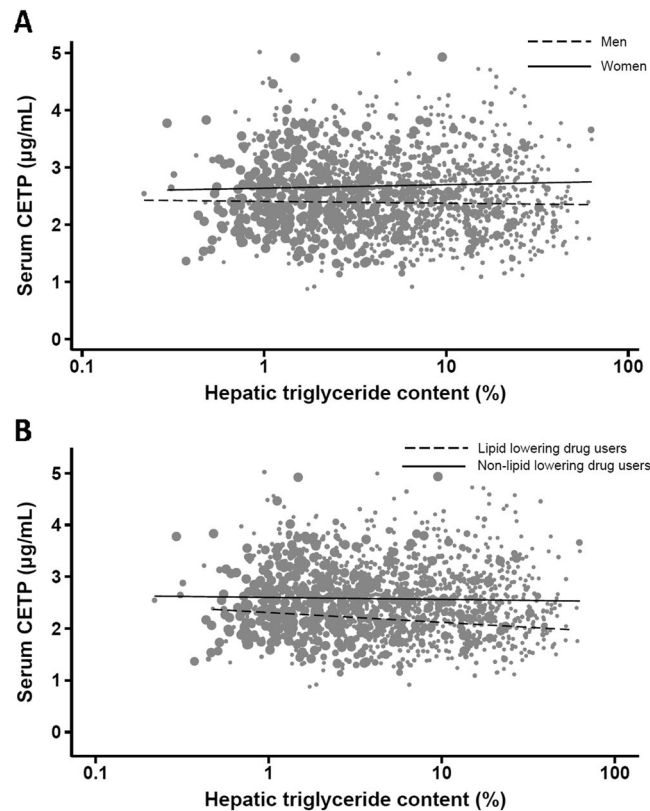 A
Men
Women
5
4
3
2
1
0
Serum CETP (µg/mL)
0.1 1 10 100
Hepatic triglyceride content (%)
B
Lipid lowering drug users
Non-lipid lowering drug users
5
4
3
2
1
0
Serum CETP (µg/mL)
0.1 1 10 100
Hepatic triglyceride content (%)